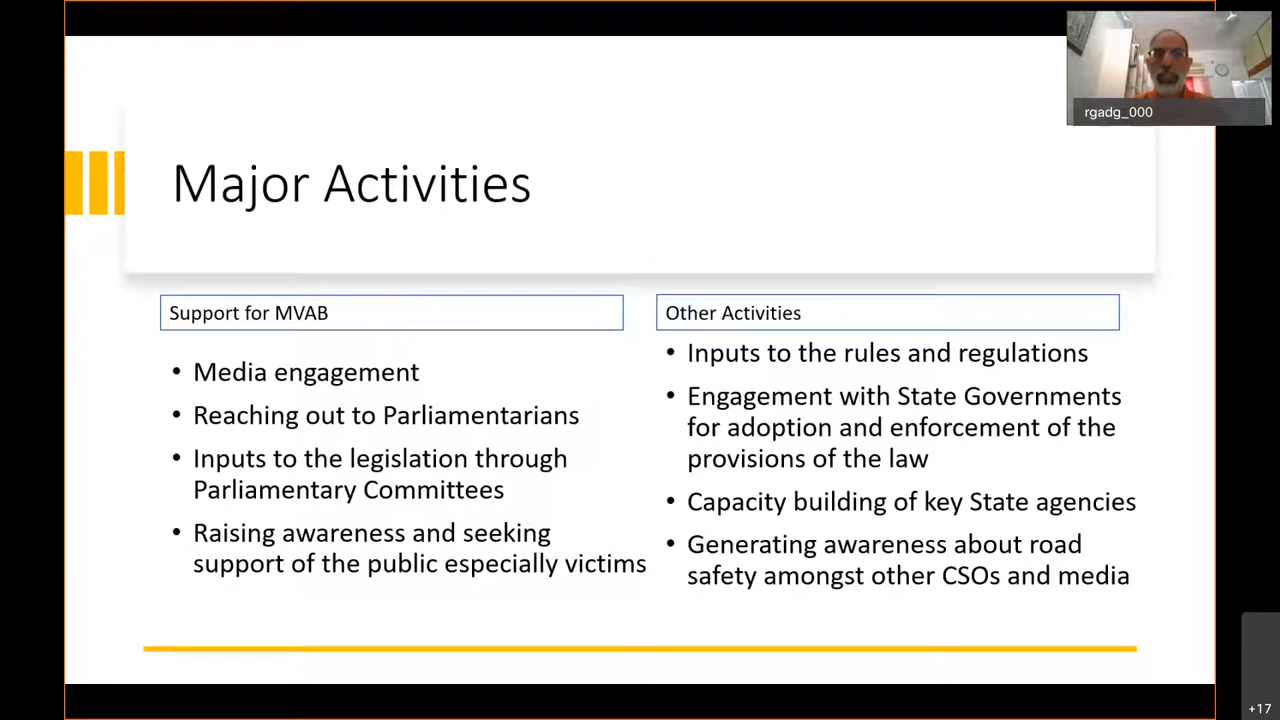 rgadg_000
Major Activities
Support for MVAB
• Media engagement
• Reaching out to Parliamentarians
• Inputs to the legislation through
Parliamentary Committees
• Raising awareness and seeking
support of the public especially victims
Other Activities
• Inputs to the rules and regulations
• Engagement with State Governments
for adoption and enforcement of the
provisions of the law
• Capacity building of key State agencies
• Generating awareness about road
safety amongst other CSOs and media
+17